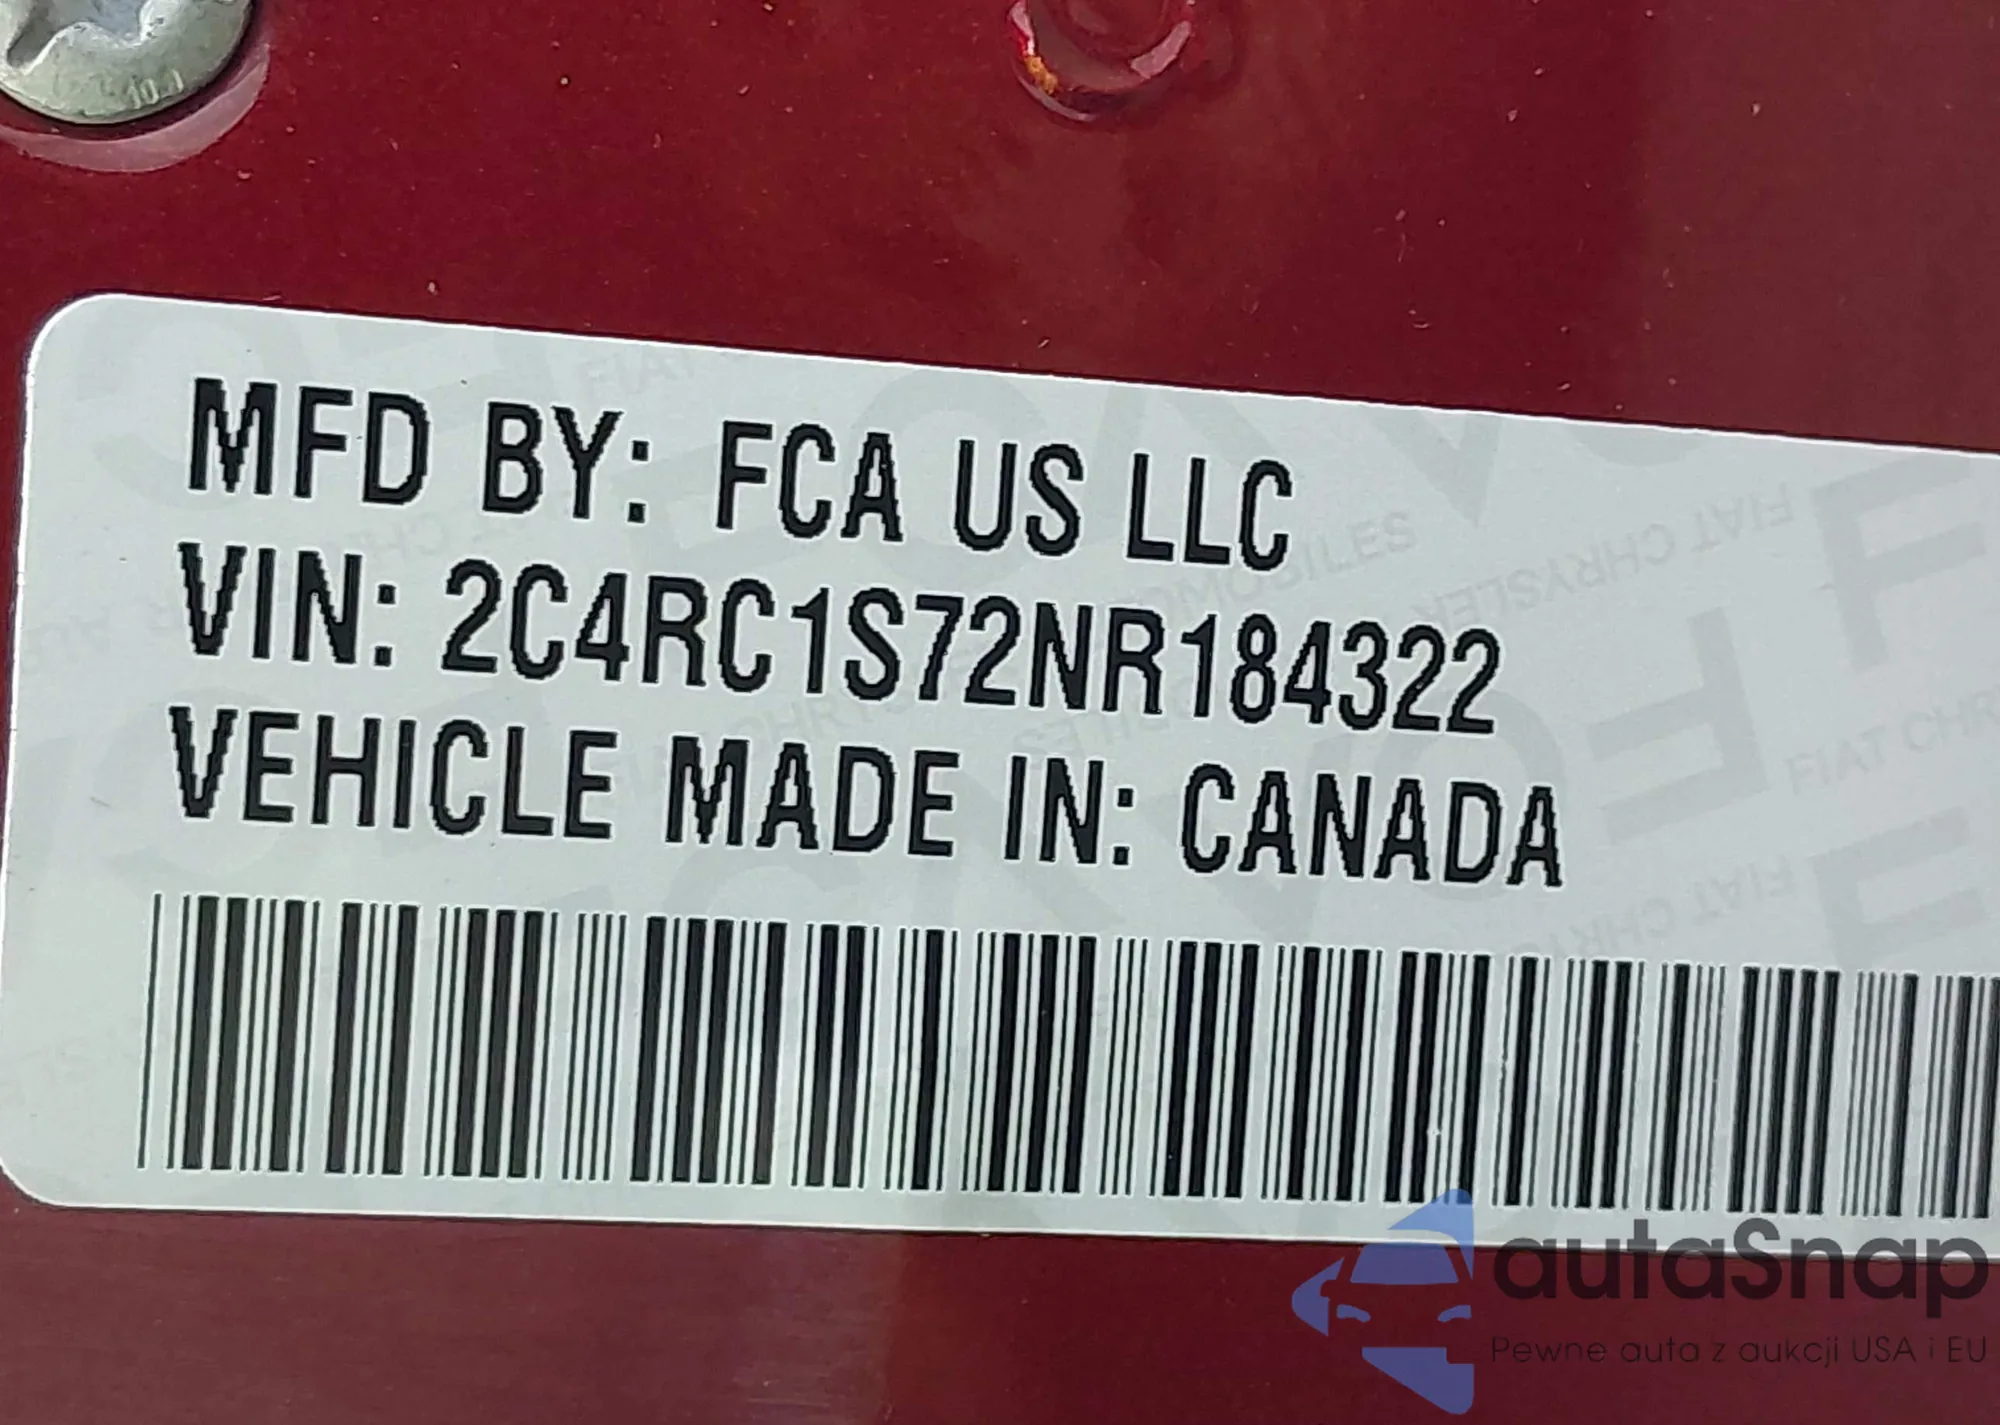 MFD BY: FCA US LLC
VIN: 2C4RC1S72NR184322
VEHICLE MADE IN: CANADA
autaSnap
Pewne auta z aukcji USA i EU